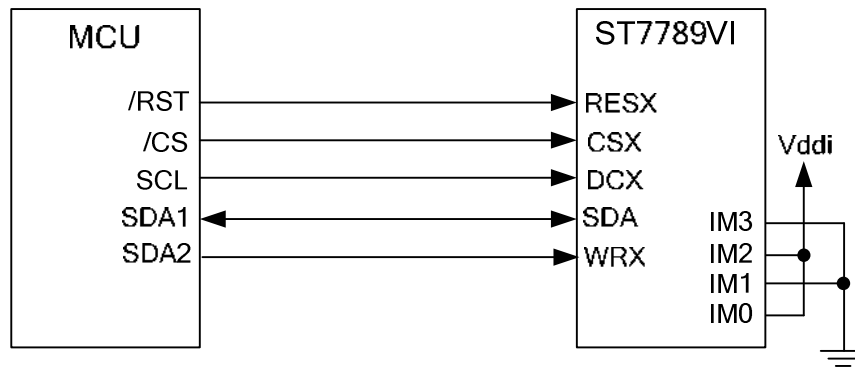 MCU
ST7789VI
/RST
RESX
/CS
CSX
Vddi
SCL
DCX
SDA1
SDA
IM3
SDA2
WRX
IM2
IM1
IM0